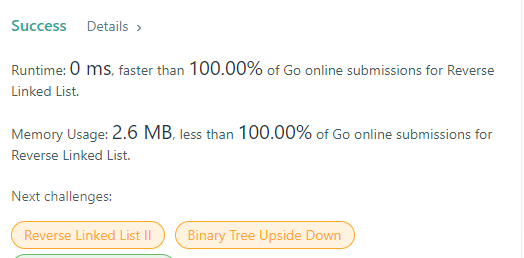 Success Details >
Runtime: 0 ms, faster than 100.00% of Go online submissions for Reverse
Linked List.
Memory Usage: 2.6 MB, less than 100.00% of Go online submissions for
Reverse Linked List.
Next challenges:
Reverse Linked List II Binary Tree Upside Down